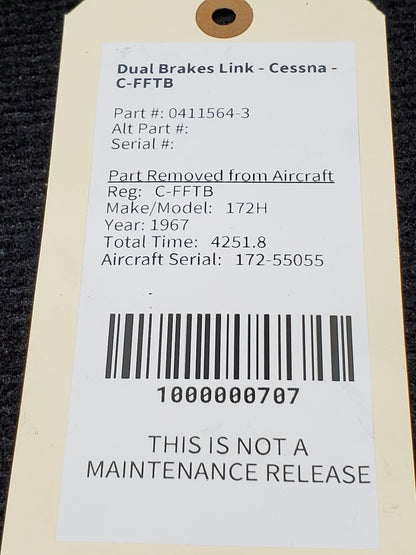 Dual Brakes Link - Cessna -
C-FFTB
Part #: 0411564-3
Alt Part #:
Serial #:
Part Removed from Aircraft
Reg: C-FFTB
Make/Model: 172H
Year: 1967
Total Time: 4251.8
Aircraft Serial: 172-55055
1000000707
THIS IS NOT A
MAINTENANCE RELEASE